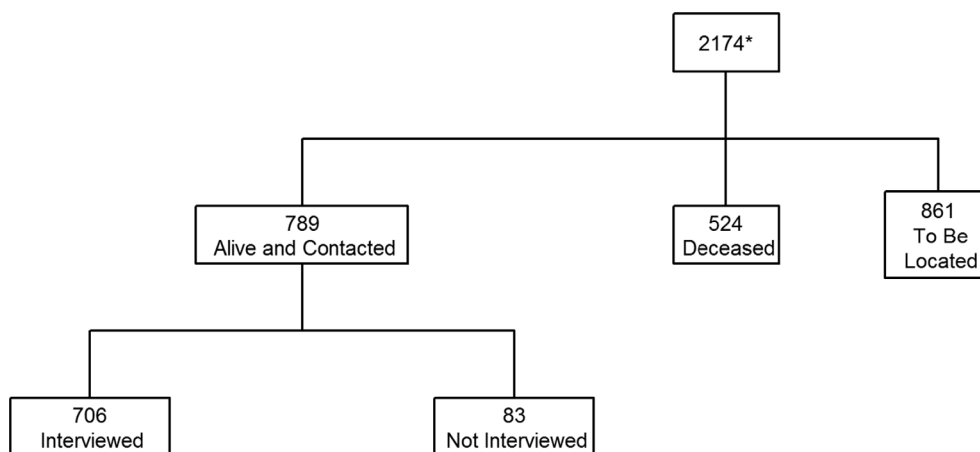 2174*
789
Alive and Contacted
524
Deceased
861
To Be
Located
706
Interviewed
83
Not Interviewed